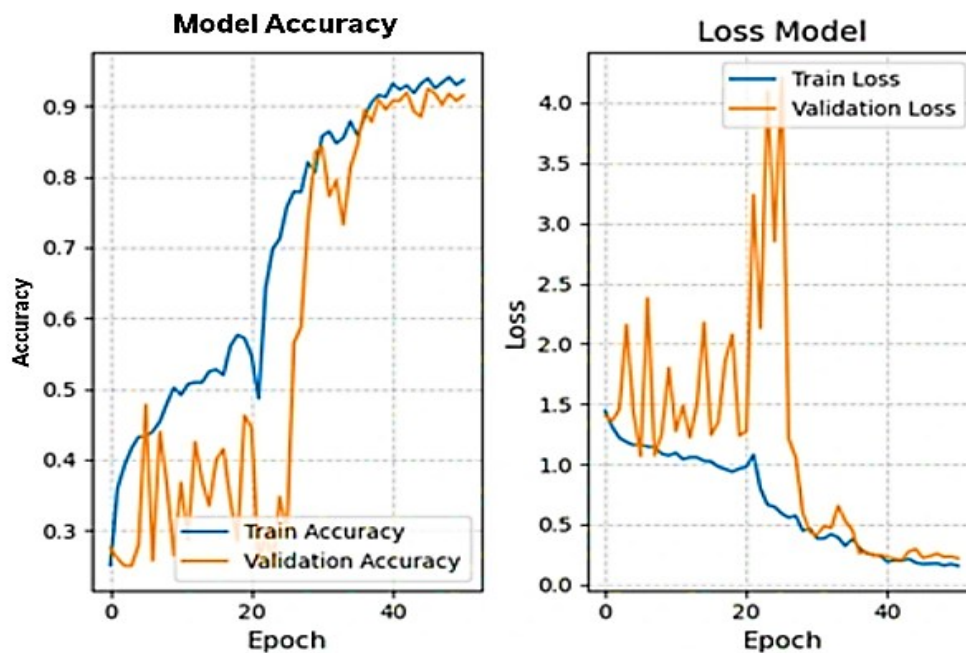 Model Accuracy
Accuracy
0.9
0.8
0.7
0.6
0.5
0.4
0.3
Train Accuracy
Validation Accuracy
0
20
40
Epoch
Loss Model
Loss
4.0
3.5
3.0
2.5
2.0
1.5
1.0
0.5
0.0
Train Loss
Validation Loss
0
20
40
Epoch